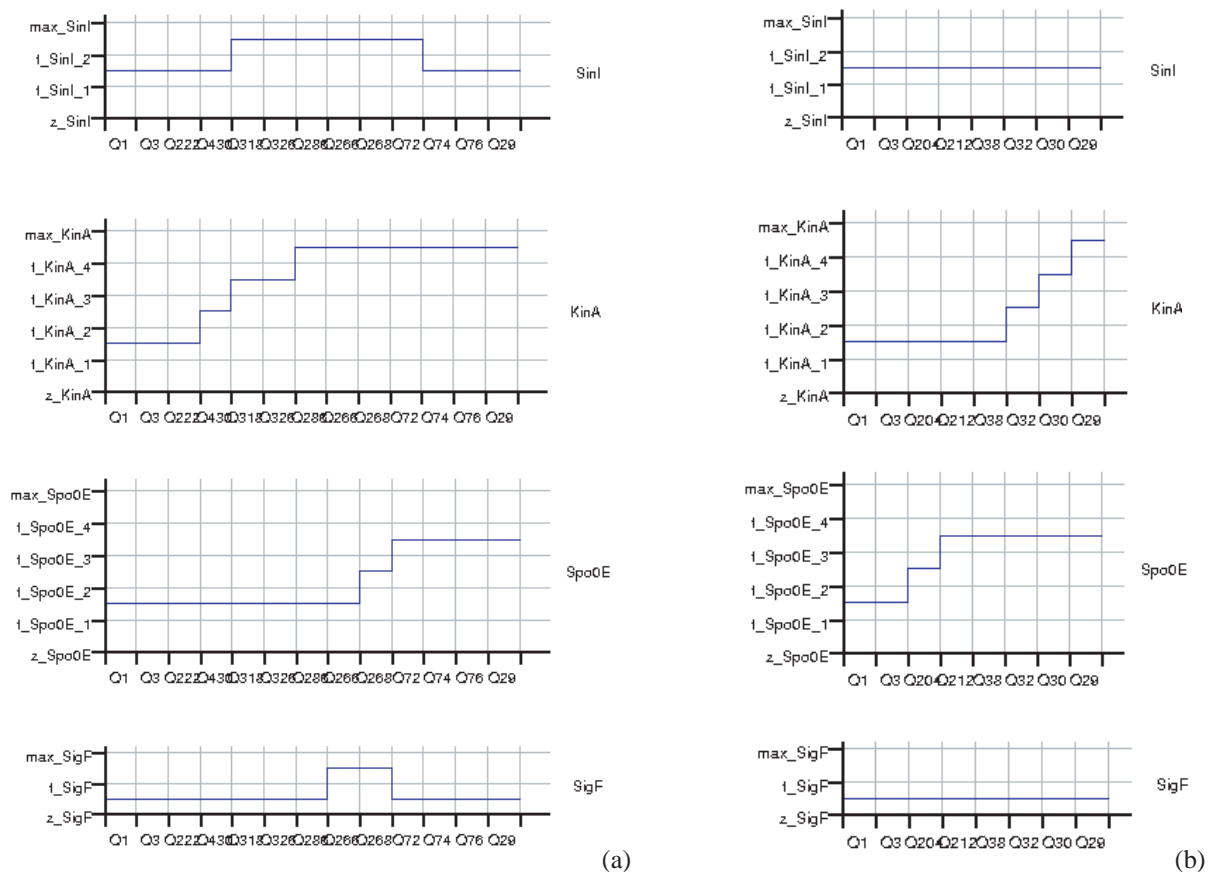 max_SinI
t_SinI_2
t_SinI_1
z_SinI
Q1 Q3 Q222 Q430 Q318 Q326 Q286 Q266 Q268 Q72 Q74 Q76 Q29
SinI
max_KinA
t_KinA_4
t_KinA_3
t_KinA_2
t_KinA_1
z_KinA
Q1 Q3 Q222 Q430 Q318 Q326 Q286 Q266 Q268 Q72 Q74 Q76 Q29
KinA
max_Spo0E
t_Spo0E_4
t_Spo0E_3
t_Spo0E_2
t_Spo0E_1
z_Spo0E
Q1 Q3 Q222 Q430 Q318 Q326 Q286 Q266 Q268 Q72 Q74 Q76 Q29
Spo0E
max_SigF
t_SigF
z_SigF
Q1 Q3 Q222 Q430 Q318 Q326 Q286 Q266 Q268 Q72 Q74 Q76 Q29
SigF
(a)
max_SinI
t_SinI_2
t_SinI_1
z_SinI
Q1 Q3 Q204 Q212 Q38 Q32 Q30 Q29
SinI
max_KinA
t_KinA_4
t_KinA_3
t_KinA_2
t_KinA_1
z_KinA
Q1 Q3 Q204 Q212 Q38 Q32 Q30 Q29
KinA
max_Spo0E
t_Spo0E_4
t_Spo0E_3
t_Spo0E_2
t_Spo0E_1
z_Spo0E
Q1 Q3 Q204 Q212 Q38 Q32 Q30 Q29
Spo0E
max_SigF
t_SigF
z_SigF
Q1 Q3 Q204 Q212 Q38 Q32 Q30 Q29
SigF
(b)